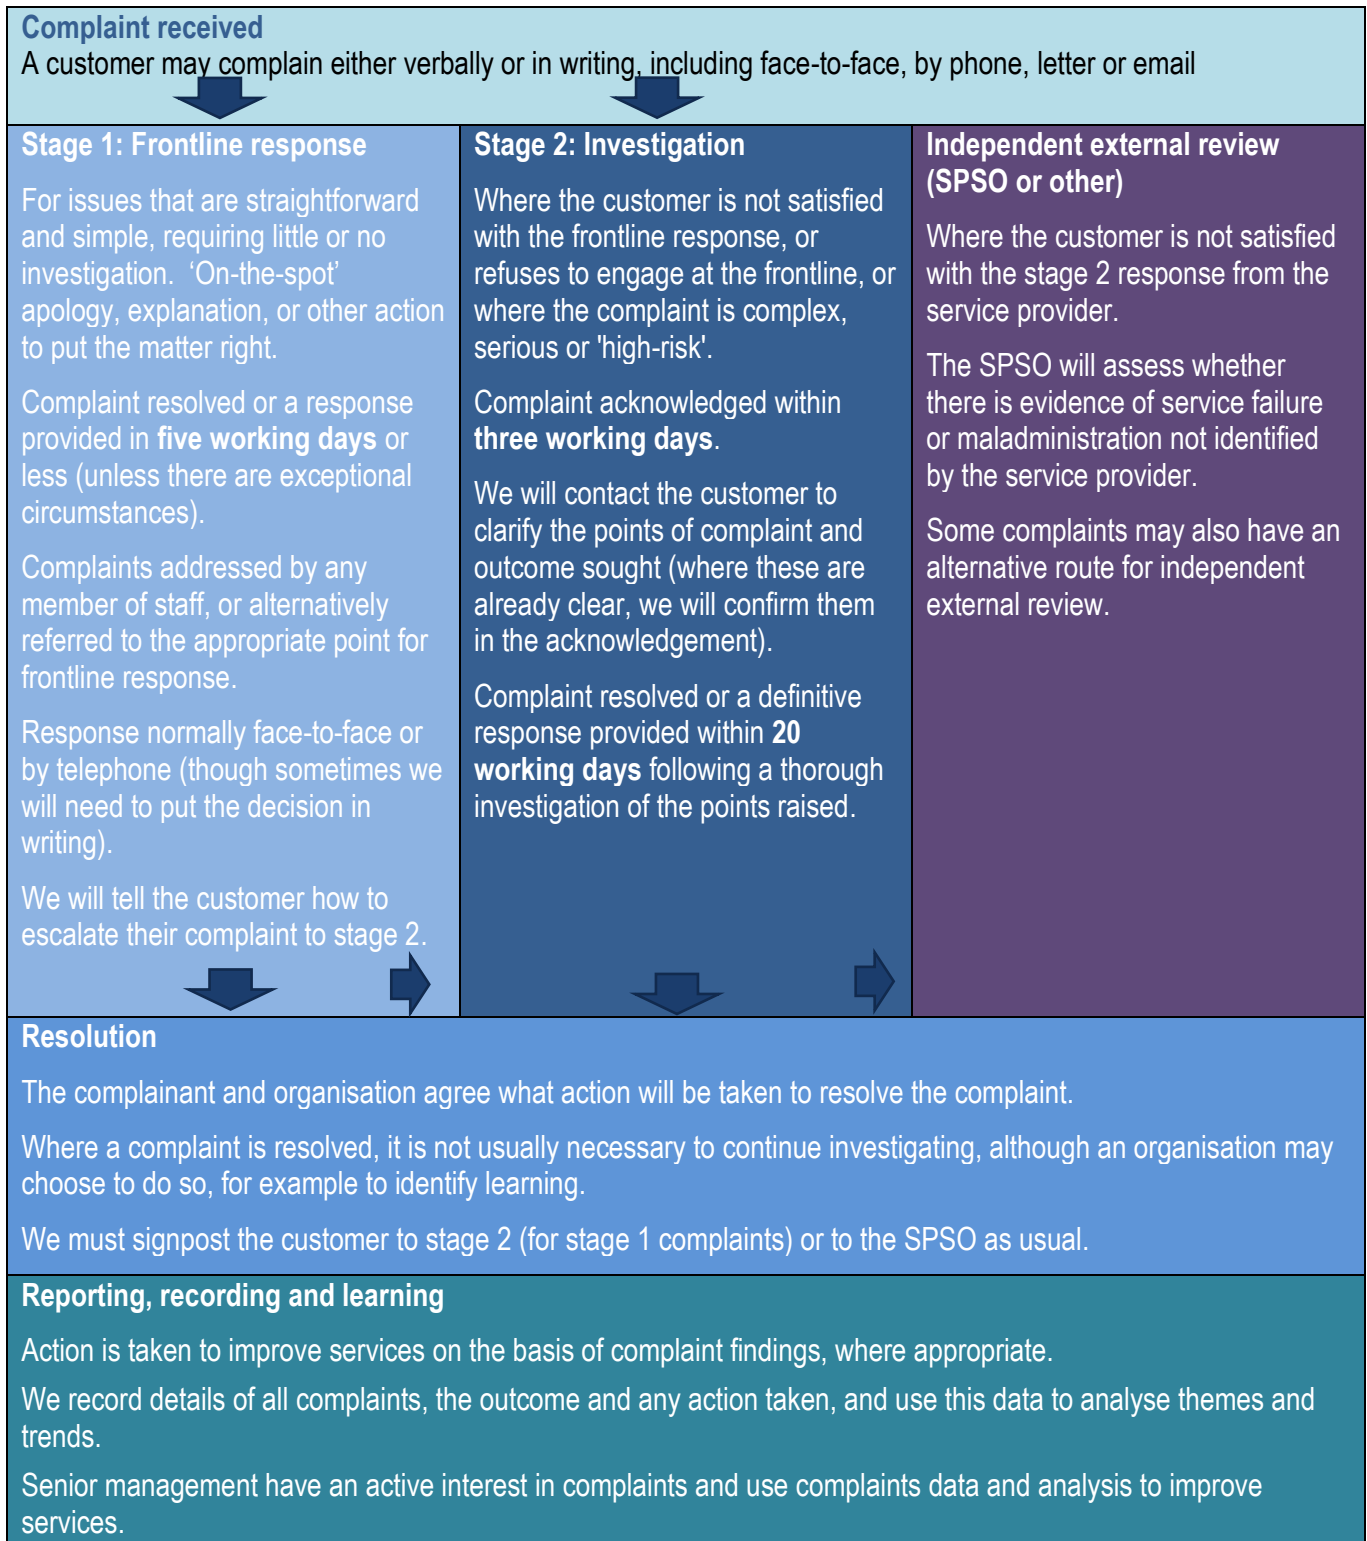 Complaint received
A customer may complain either verbally or in writing, including face-to-face, by phone, letter or email
Stage 1: Frontline response
For issues that are straightforward
and simple, requiring little or no
investigation. ‘On-the-spot’
apology, explanation, or other action
to put the matter right.
Complaint resolved or a response
provided in five working days or
less (unless there are exceptional
circumstances).
Complaints addressed by any
member of staff, or alternatively
referred to the appropriate point for
frontline response.
Response normally face-to-face or
by telephone (though sometimes we
will need to put the decision in
writing).
We will tell the customer how to
escalate their complaint to stage 2.
Stage 2: Investigation
Where the customer is not satisfied
with the frontline response, or
refuses to engage at the frontline, or
where the complaint is complex,
serious or 'high-risk'.
Complaint acknowledged within
three working days.
We will contact the customer to
clarify the points of complaint and
outcome sought (where these are
already clear, we will confirm them
in the acknowledgement).
Complaint resolved or a definitive
response provided within 20
working days following a thorough
investigation of the points raised.
Independent external review
(SPSO or other)
Where the customer is not satisfied
with the stage 2 response from the
service provider.
The SPSO will assess whether
there is evidence of service failure
or maladministration not identified
by the service provider.
Some complaints may also have an
alternative route for independent
external review.
Resolution
The complainant and organisation agree what action will be taken to resolve the complaint.
Where a complaint is resolved, it is not usually necessary to continue investigating, although an organisation may
choose to do so, for example to identify learning.
We must signpost the customer to stage 2 (for stage 1 complaints) or to the SPSO as usual.
Reporting, recording and learning
Action is taken to improve services on the basis of complaint findings, where appropriate.
We record details of all complaints, the outcome and any action taken, and use this data to analyse themes and
trends.
Senior management have an active interest in complaints and use complaints data and analysis to improve
services.